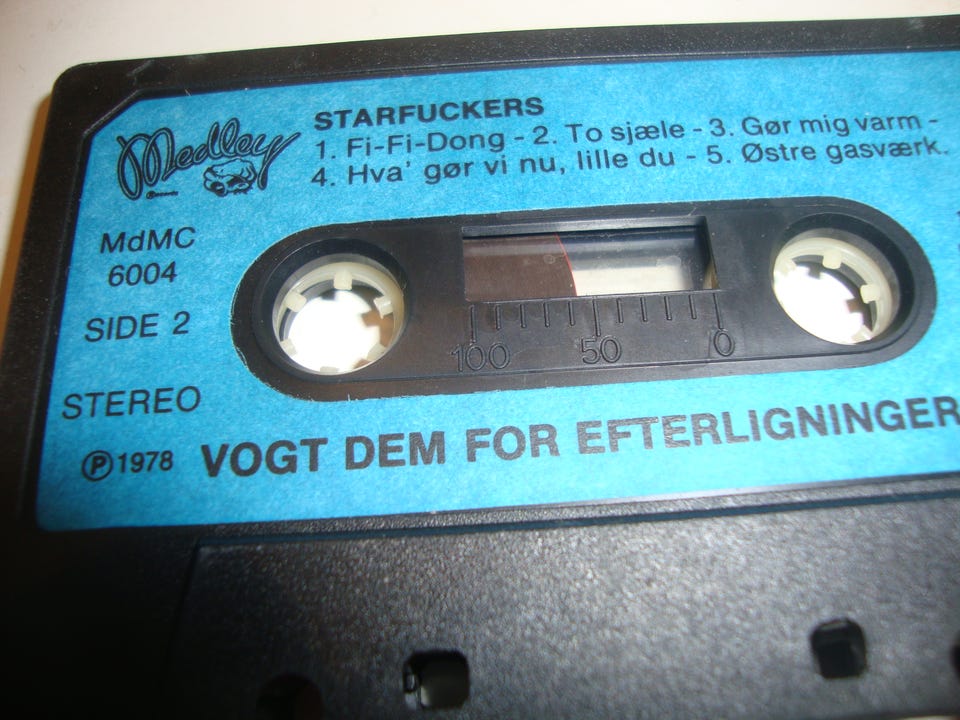 Medley
Records
STARFUCKERS
1. Fi-Fi-Dong - 2. To sjæle - 3. Gør mig varm -
4. Hva' gør vi nu, lille du - 5. Østre gasværk.
MdMC
6004
SIDE 2
STEREO
Ⓟ 1978
100 50 0
VOGT DEM FOR EFTERLIGNINGER